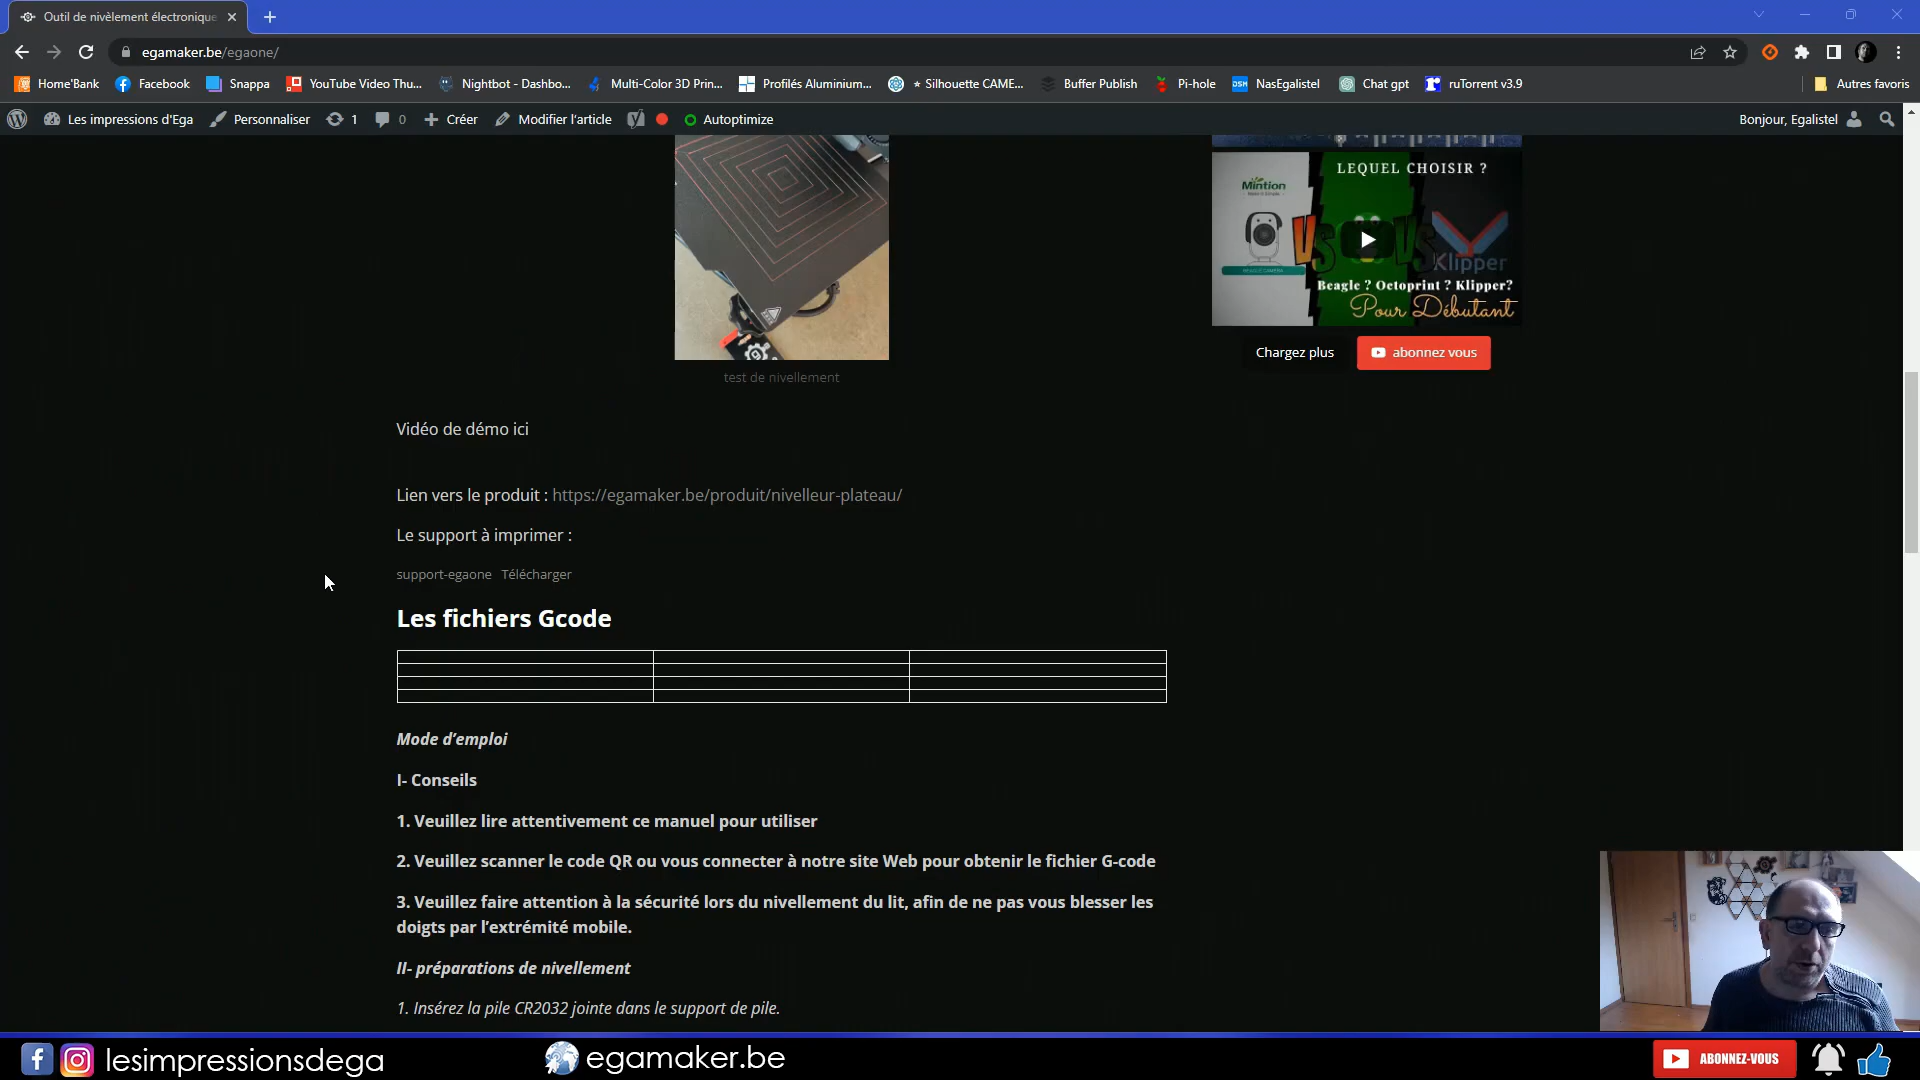 Outil de nivèlement électronique
egamaker.be/egaone/
Home'Bank Facebook Snappa YouTube Video Thu... Nightbot - Dashbo... Multi-Color 3D Prin... Profilés Aluminium... ★ Silhouette CAME... Buffer Publish Pi-hole NasEgalistel Chat gpt ruTorrent v3.9 Autres favoris
Les impressions d'Ega Personnaliser 1 0 Créer Modifier l'article Autoptimize Bonjour, Egalistel
LEQUEL CHOISIR ?
Mintion
VS VS
Klipper
Beagle ? Octoprint ? Klipper?
Pour Débutant
Chargez plus abonnez vous
test de nivellement
Vidéo de démo ici
Lien vers le produit : https://egamaker.be/produit/nivelleur-plateau/
Le support à imprimer :
support-egaone Télécharger
Les fichiers Gcode
Mode d'emploi
I- Conseils
1. Veuillez lire attentivement ce manuel pour utiliser
2. Veuillez scanner le code QR ou vous connecter à notre site Web pour obtenir le fichier G-code
3. Veuillez faire attention à la sécurité lors du nivellement du lit, afin de ne pas vous blesser les
doigts par l'extrémité mobile.
II- préparations de nivellement
1. Insérez la pile CR2032 jointe dans le support de pile.
lesimpressionsdega egamaker.be ABONNEZ-VOUS